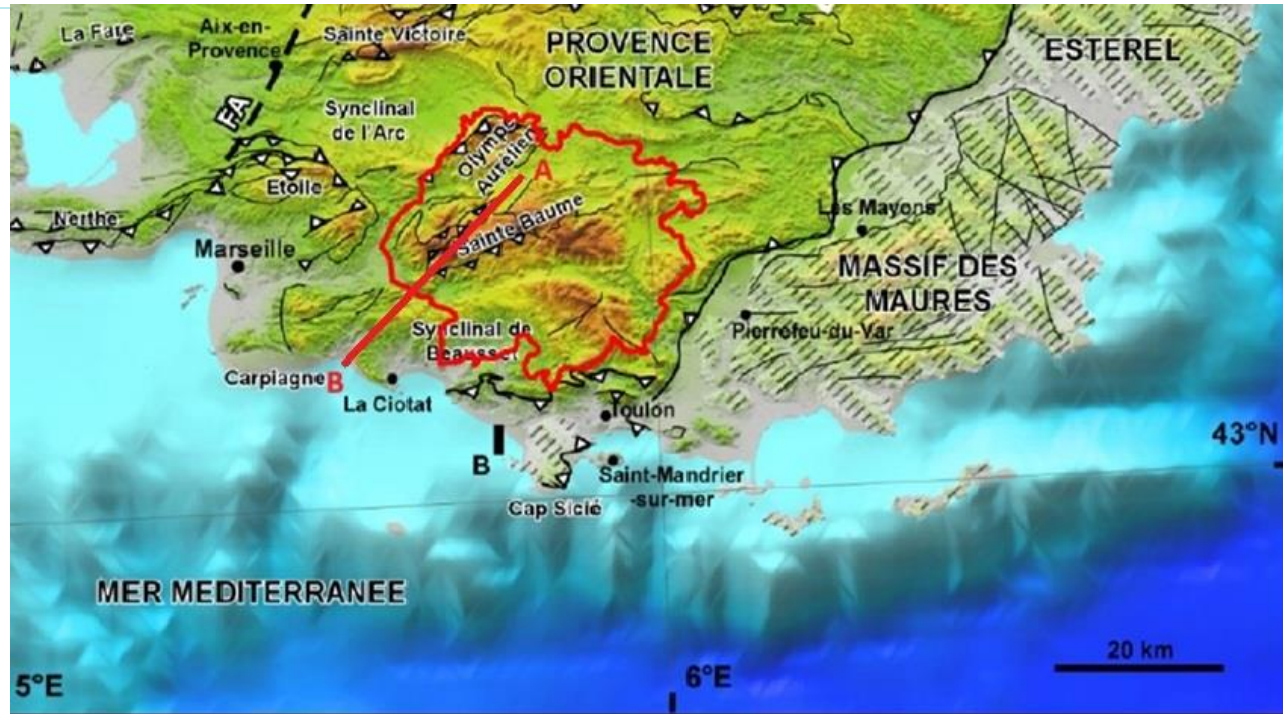 La Fare
Aix-en-
Provence
Sainte Victoire
PROVENCE
ORIENTALE
ESTEREL
FA
Synclinal
de l'Arc
Olympe
Aurélien
A
Etoile
Nerthe
Sainte Baume
Les Mayons
Marseille
MASSIF DES
MAURES
Synclinal de
Beausset
Pierrefeu-du-Var
Carpiagne
B
La Ciotat
Toulon
43°N
B
Saint-Mandrier
-sur-mer
Cap Sicié
MER MEDITERRANEE
20 km
5°E
6°E